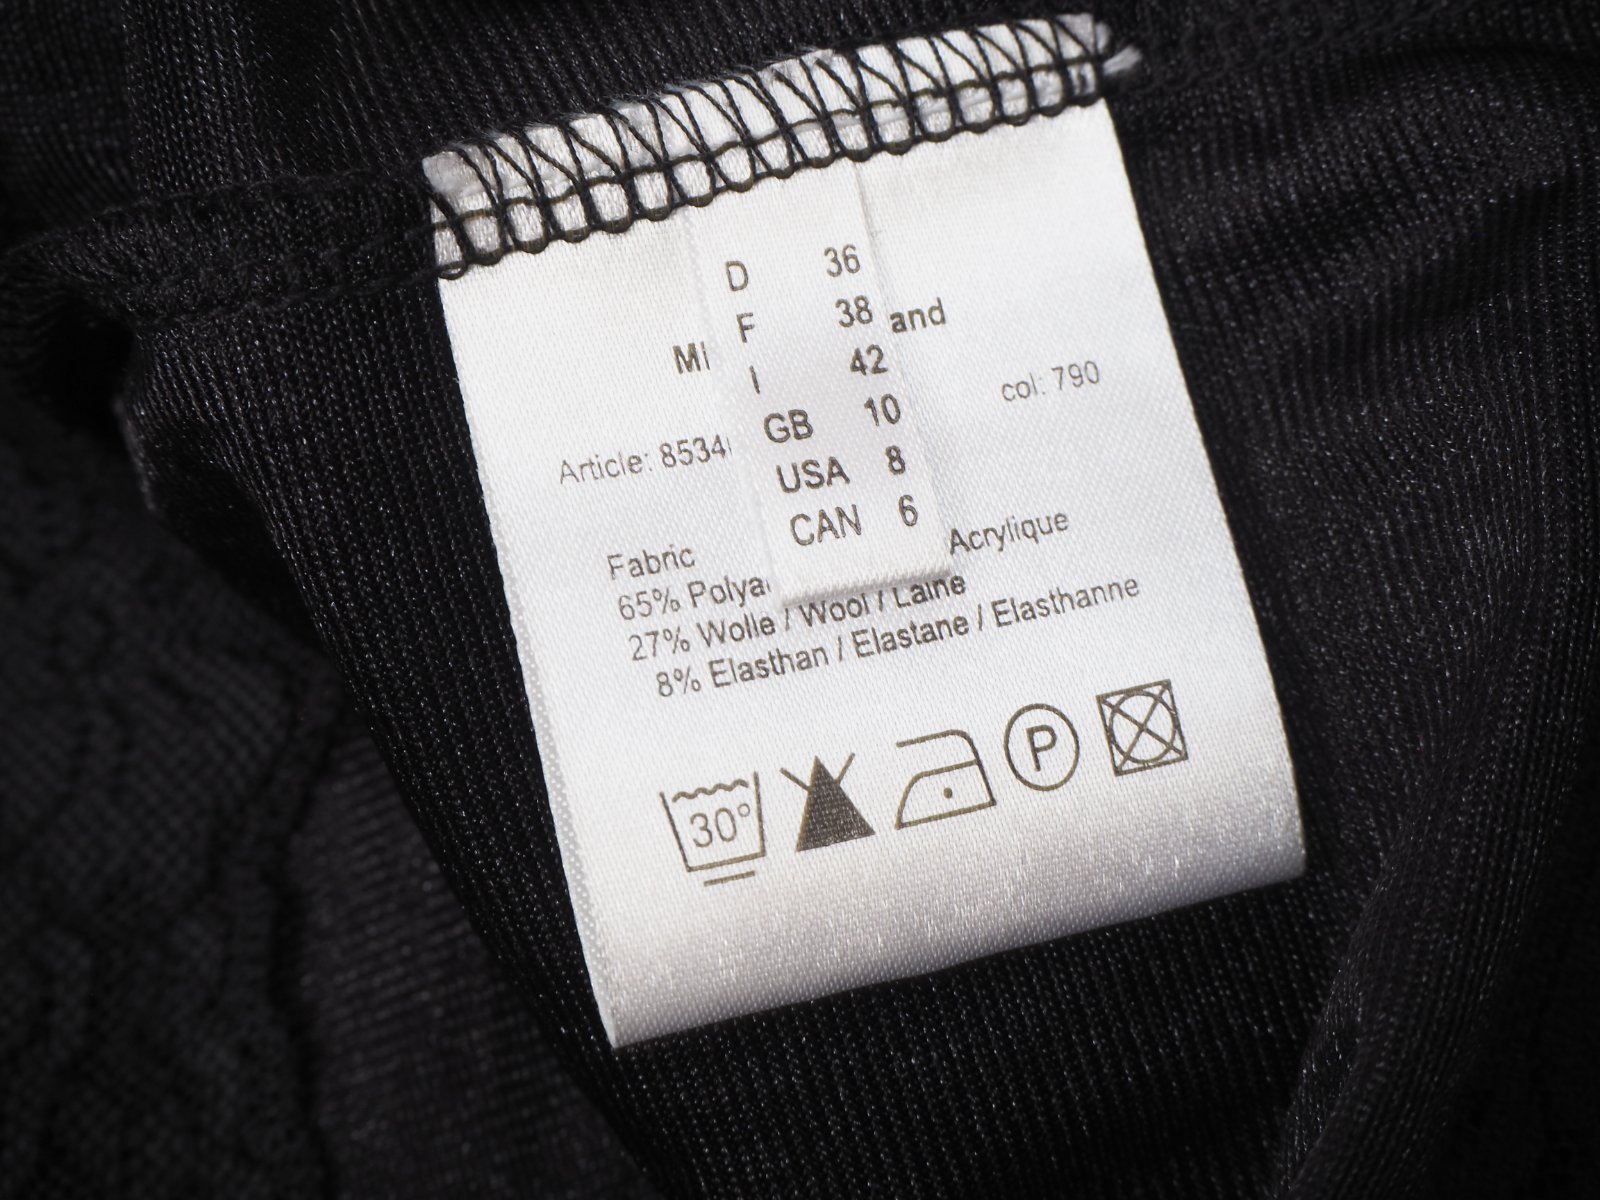 D 36
F 38
I 42
GB 10
USA 8
CAN 6
and
col: 790
Article: 8534
Fabric
65% Polya Acrylique
27% Wolle / Wool / Laine
8% Elasthan / Elastane / Elasthanne
30°
P